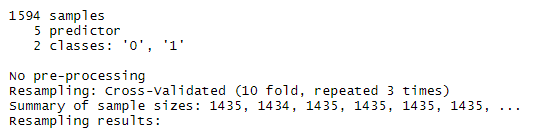 1594 samples
5 predictor
2 classes: '0', '1'
No pre-processing
Resampling: Cross-Validated (10 fold, repeated 3 times)
Summary of sample sizes: 1435, 1434, 1435, 1435, 1435, 1435, ...
Resampling results: